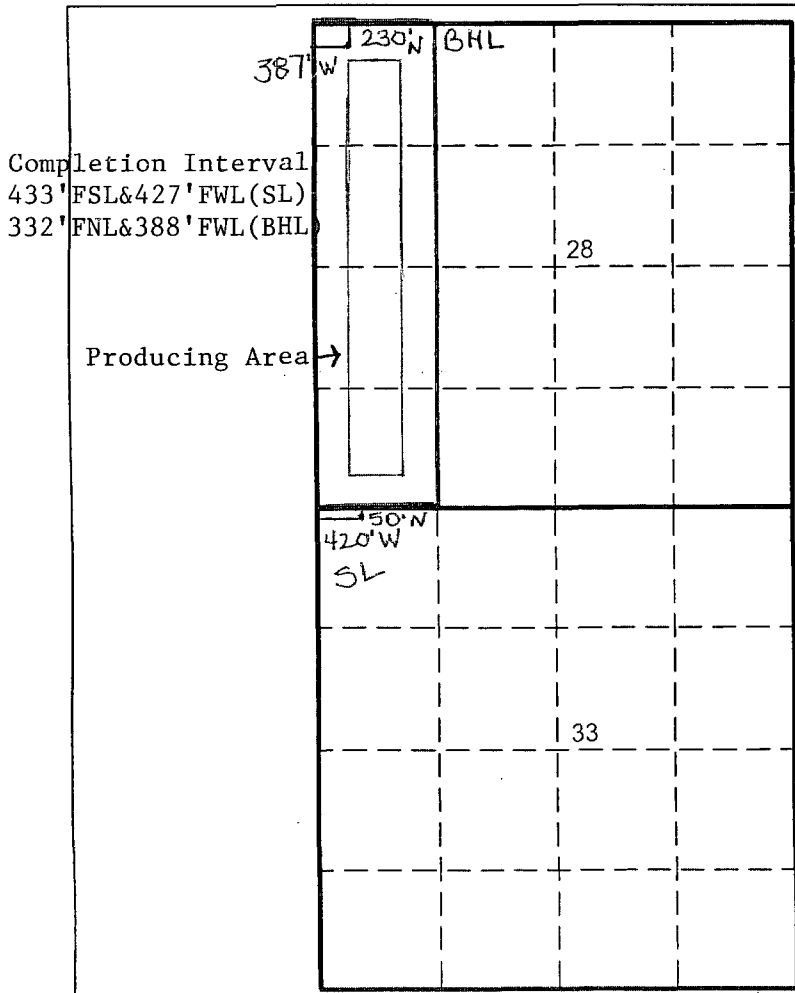 230'N BHL
387'W
Completion Interval
433'FSL&427'FWL(SL)
332'FNL&388'FWL(BHL)
28
Producing Area→
50'N
420'W
SL
33